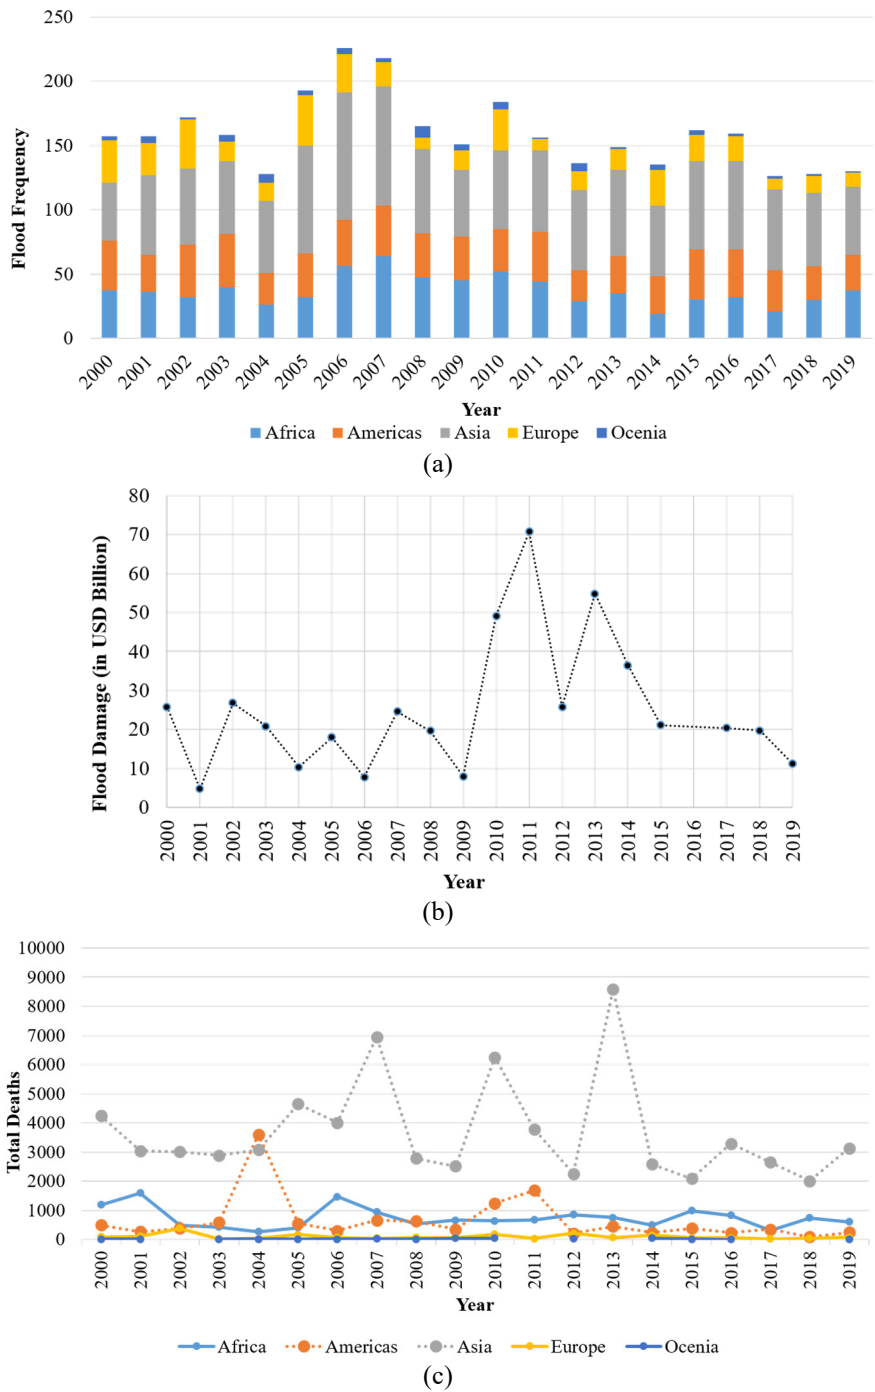 250
200
150
100
50
0
Flood Frequency
2000 2001 2002 2003 2004 2005 2006 2007 2008 2009 2010 2011 2012 2013 2014 2015 2016 2017 2018 2019
Year
Africa Americas Asia Europe Ocenia
(a)
80
70
60
50
40
30
20
10
0
Flood Damage (in USD Billion)
2000 2001 2002 2003 2004 2005 2006 2007 2008 2009 2010 2011 2012 2013 2014 2015 2016 2017 2018 2019
Year
(b)
10000
9000
8000
7000
6000
5000
4000
3000
2000
1000
0
Total Deaths
2000 2001 2002 2003 2004 2005 2006 2007 2008 2009 2010 2011 2012 2013 2014 2015 2016 2017 2018 2019
Year
Africa Americas Asia Europe Ocenia
(c)